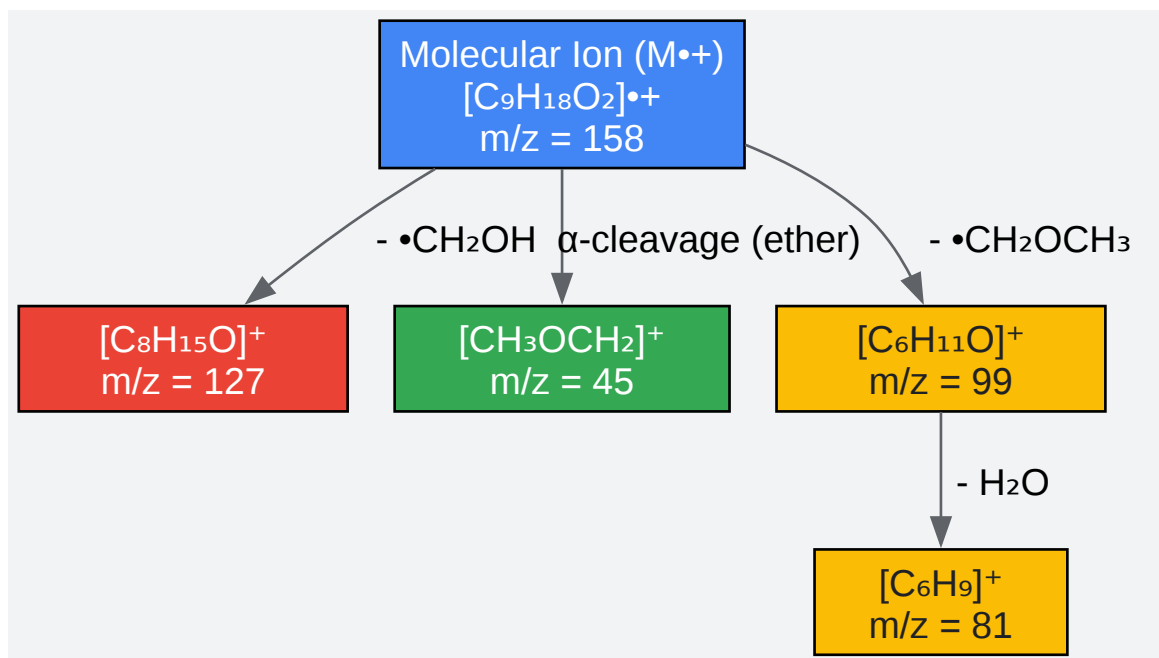 Molecular Ion (M•+)
[C₉H₁₈O₂]•+
m/z = 158
- •CH₂OH
α-cleavage (ether)
- •CH₂OCH₃
[C₈H₁₅O]⁺
m/z = 127
[CH₃OCH₂]⁺
m/z = 45
[C₆H₁₁O]⁺
m/z = 99
- H₂O
[C₆H₉]⁺
m/z = 81